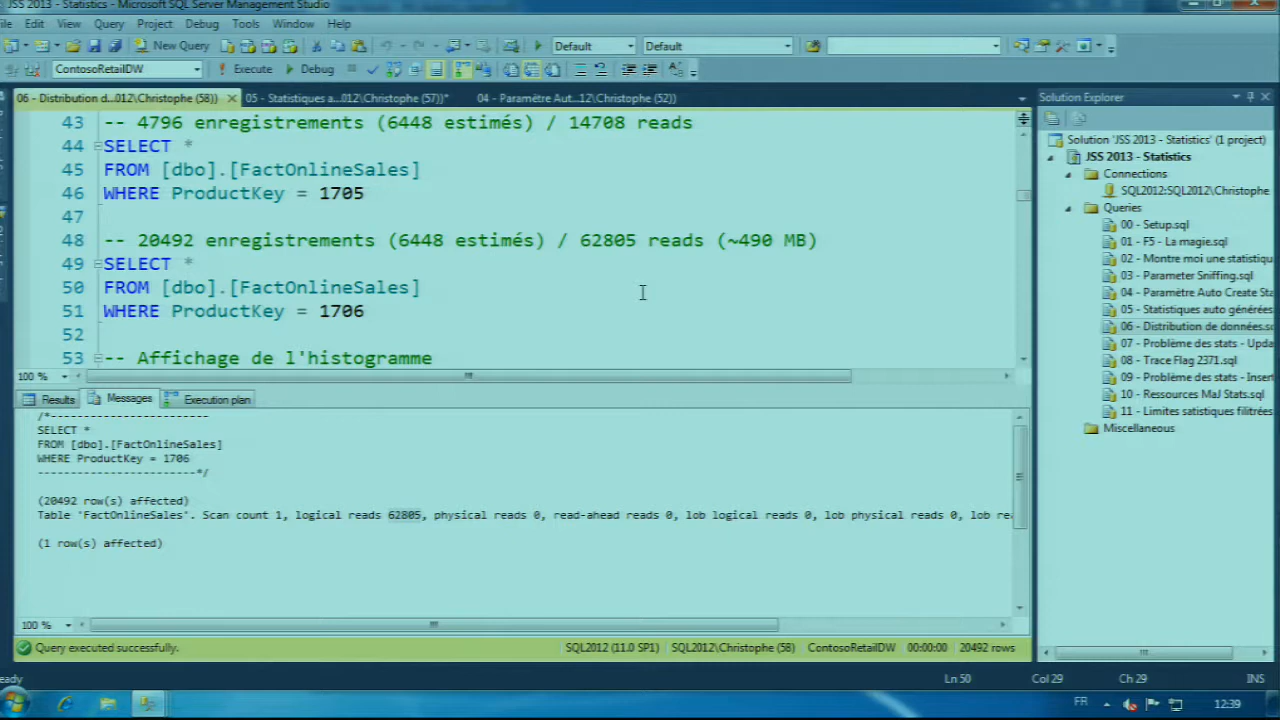 JSS 2013 - Statistics - Microsoft SQL Server Management Studio
Edit View Query Project Debug Tools Window Help
New Query Default Default
ContosoRetailDW Execute Debug
06 - Distribution d...012\Christophe (58)) 05 - Statistiques a...012\Christophe (57))* 04 - Paramètre Aut...12\Christophe (52))
43 -- 4796 enregistrements (6448 estimés) / 14708 reads
44 SELECT *
45 FROM [dbo].[FactOnlineSales]
46 WHERE ProductKey = 1705
47
48 -- 20492 enregistrements (6448 estimés) / 62805 reads (~490 MB)
49 SELECT *
50 FROM [dbo].[FactOnlineSales]
51 WHERE ProductKey = 1706
52
53 -- Affichage de l'histogramme
100 %
Results Messages Execution plan
/*------------------------
SELECT *
FROM [dbo].[FactOnlineSales]
WHERE ProductKey = 1706
------------------------*/
(20492 row(s) affected)
Table 'FactOnlineSales'. Scan count 1, logical reads 62805, physical reads 0, read-ahead reads 0, lob logical reads 0, lob physical reads 0, lob
(1 row(s) affected)
100 %
Query executed successfully. SQL2012 (11.0 SP1) SQL2012\Christophe (58) ContosoRetailDW 00:00:00 20492 rows
Solution Explorer
Solution 'JSS 2013 - Statistics' (1 project)
JSS 2013 - Statistics
Connections
SQL2012:SQL2012\Christophe
Queries
00 - Setup.sql
01 - F5 - La magie.sql
02 - Montre moi une statistiqu
03 - Parameter Sniffing.sql
04 - Paramètre Auto Create Sta
05 - Statistiques auto générées
06 - Distribution de données.s
07 - Problème des stats - Upda
08 - Trace Flag 2371.sql
09 - Problème des stats - Inser
10 - Ressources MaJ Stats.sql
11 - Limites satistiques filitrées
Miscellaneous
Ln 50 Col 29 Ch 29 INS
FR 12:39